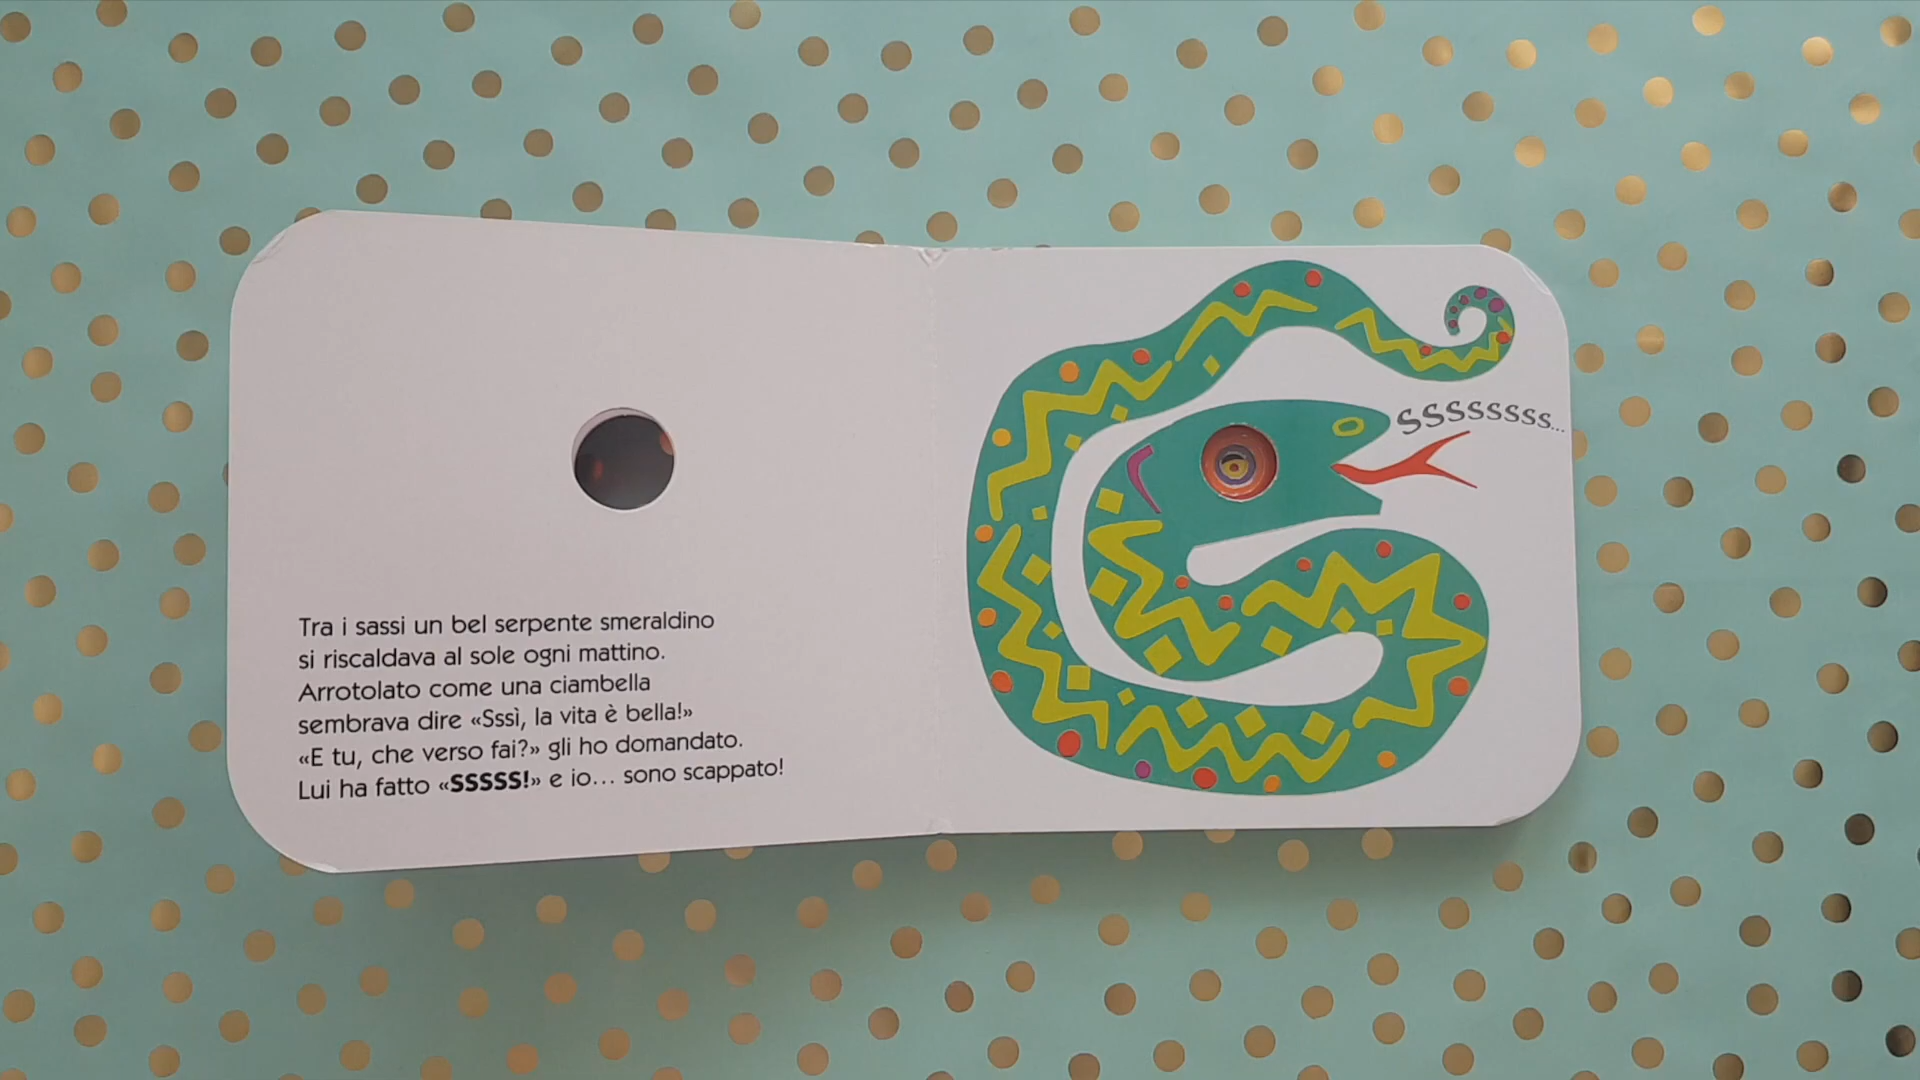 Tra i sassi un bel serpente smeraldino
si riscaldava al sole ogni mattino.
Arrotolato come una ciambella
sembrava dire «Sssì, la vita è bella!»
«E tu, che verso fai?» gli ho domandato.
Lui ha fatto «SSSSS!» e io... sono scappato!
SSSSSSSS...